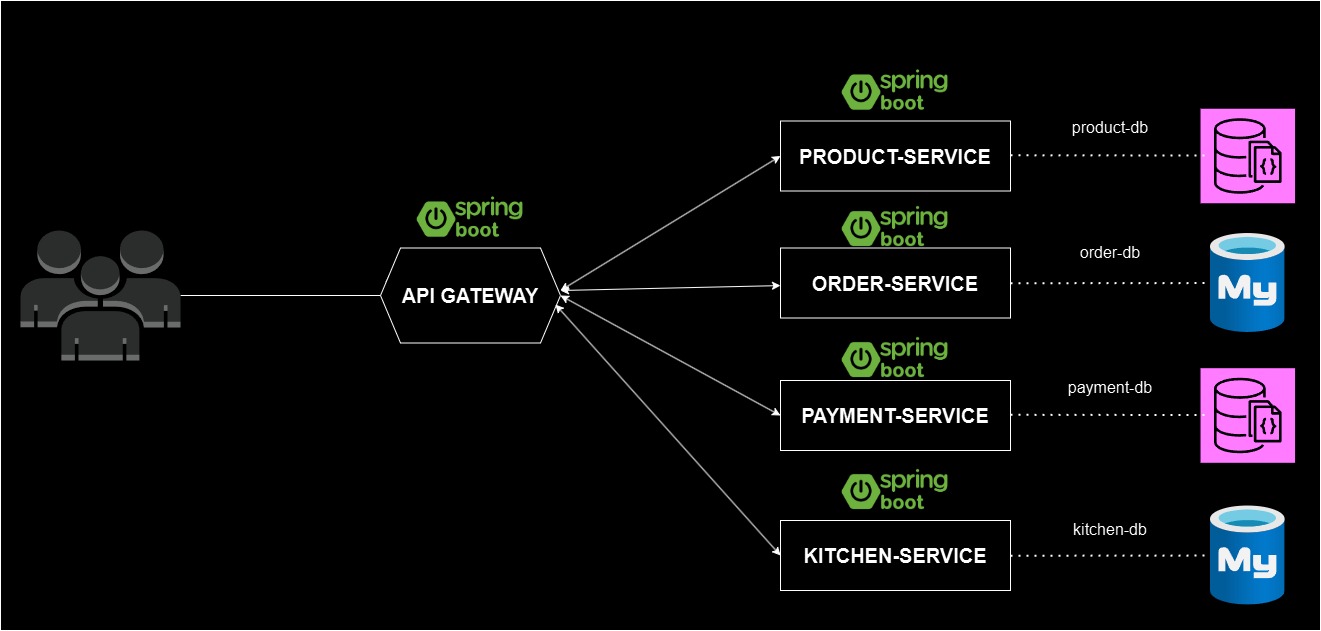 spring
boot
PRODUCT-SERVICE
product-db
{}
spring
boot
API GATEWAY
spring
boot
ORDER-SERVICE
order-db
My
spring
boot
PAYMENT-SERVICE
payment-db
{}
spring
boot
KITCHEN-SERVICE
kitchen-db
My